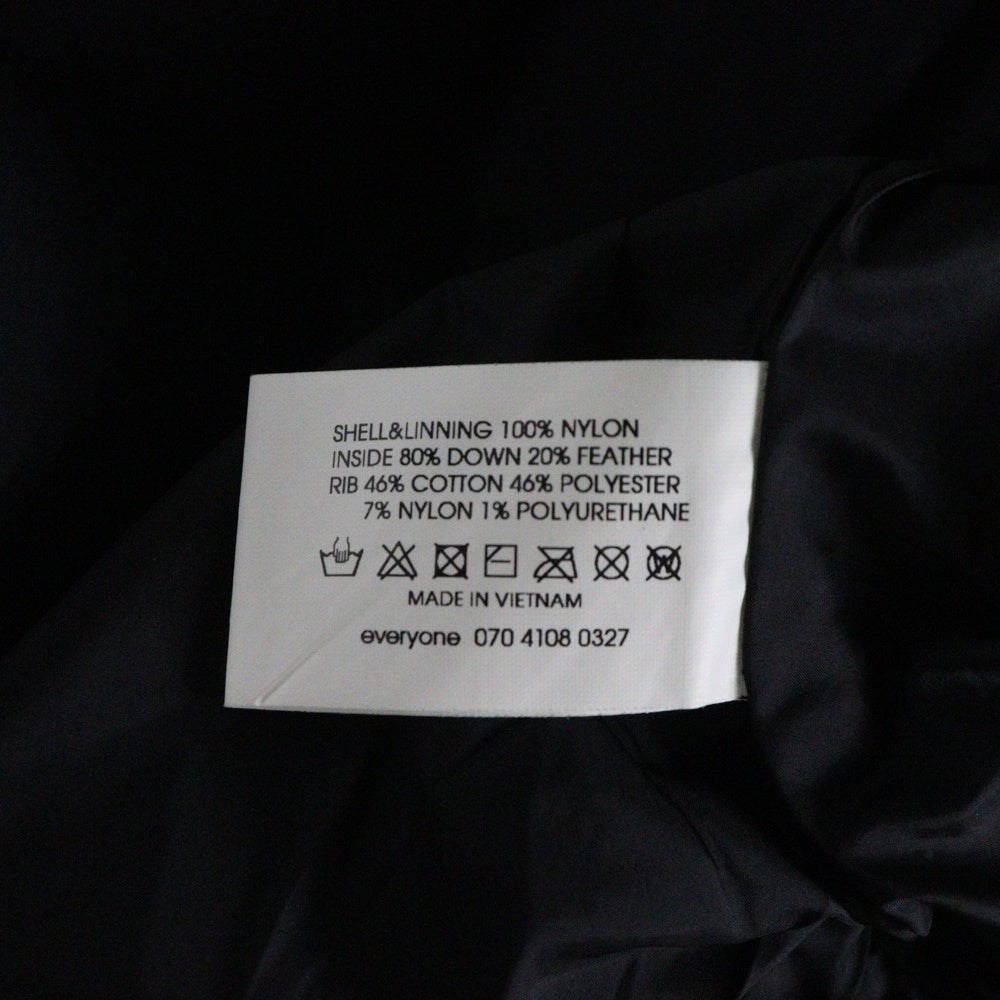 SHELL&LINNING 100% NYLON
INSIDE 80% DOWN 20% FEATHER
RIB 46% COTTON 46% POLYESTER
7% NYLON 1% POLYURETHANE
W
MADE IN VIETNAM
everyone 070 4108 0327